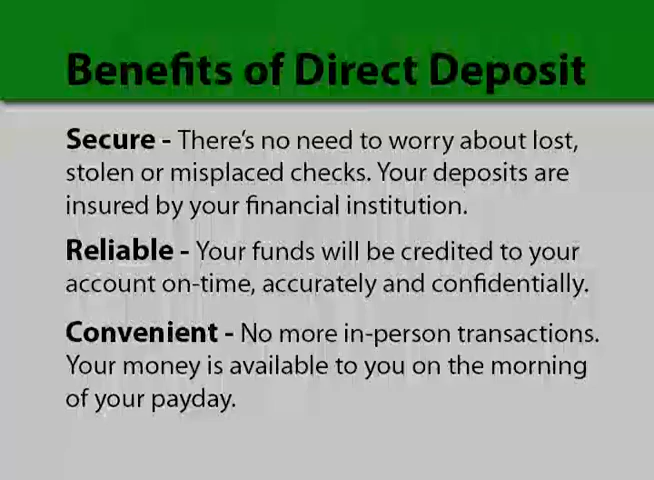 Benefits of Direct Deposit
Secure - There's no need to worry about lost,
stolen or misplaced checks. Your deposits are
insured by your financial institution.
Reliable - Your funds will be credited to your
account on-time, accurately and confidentially.
Convenient - No more in-person transactions.
Your money is available to you on the morning
of your payday.